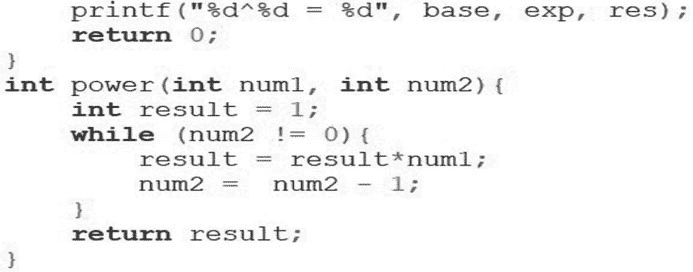 printf("%d^%d = %d", base, exp, res);
return 0;
}
int power(int num1, int num2){
int result = 1;
while (num2 != 0){
result = result*num1;
num2 = num2 - 1;
}
return result;
}